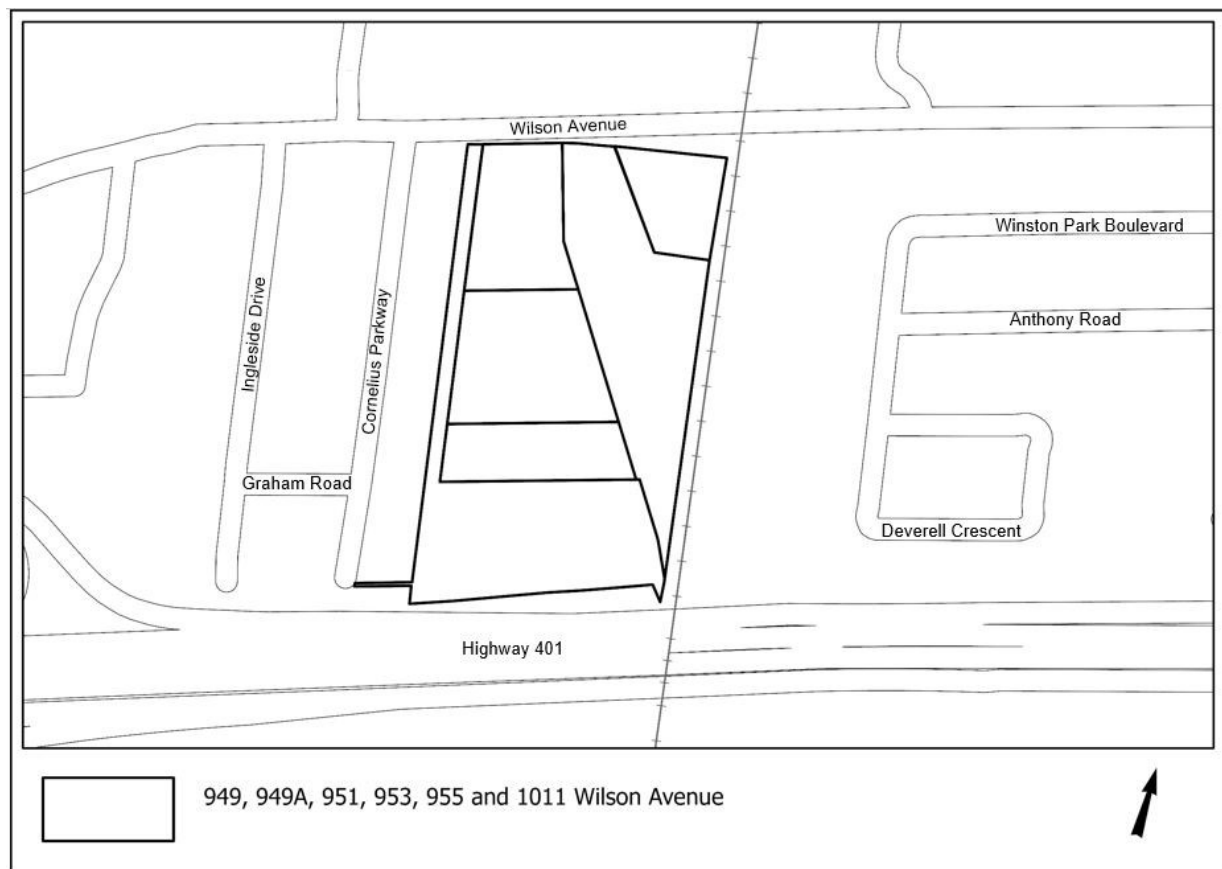 Wilson Avenue
Winston Park Boulevard
Anthony Road
Ingleside Drive
Cornelius Parkway
Graham Road
Deverell Crescent
Highway 401
949, 949A, 951, 953, 955 and 1011 Wilson Avenue